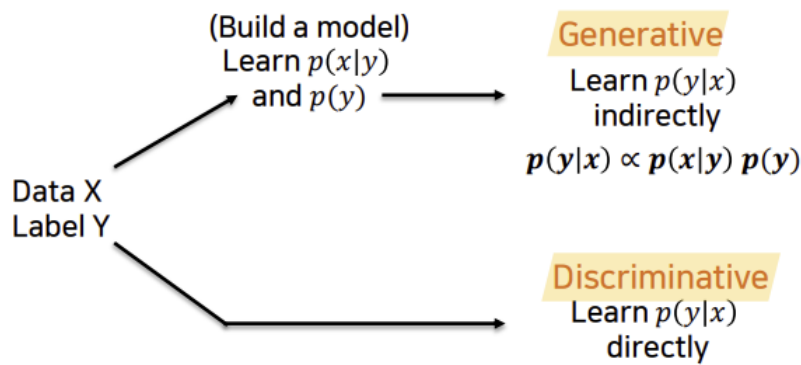 Data X
Label Y
(Build a model)
Learn p(x|y)
and p(y)
Generative
Learn p(y|x)
indirectly
p(y|x) ∝ p(x|y) p(y)
Discriminative
Learn p(y|x)
directly